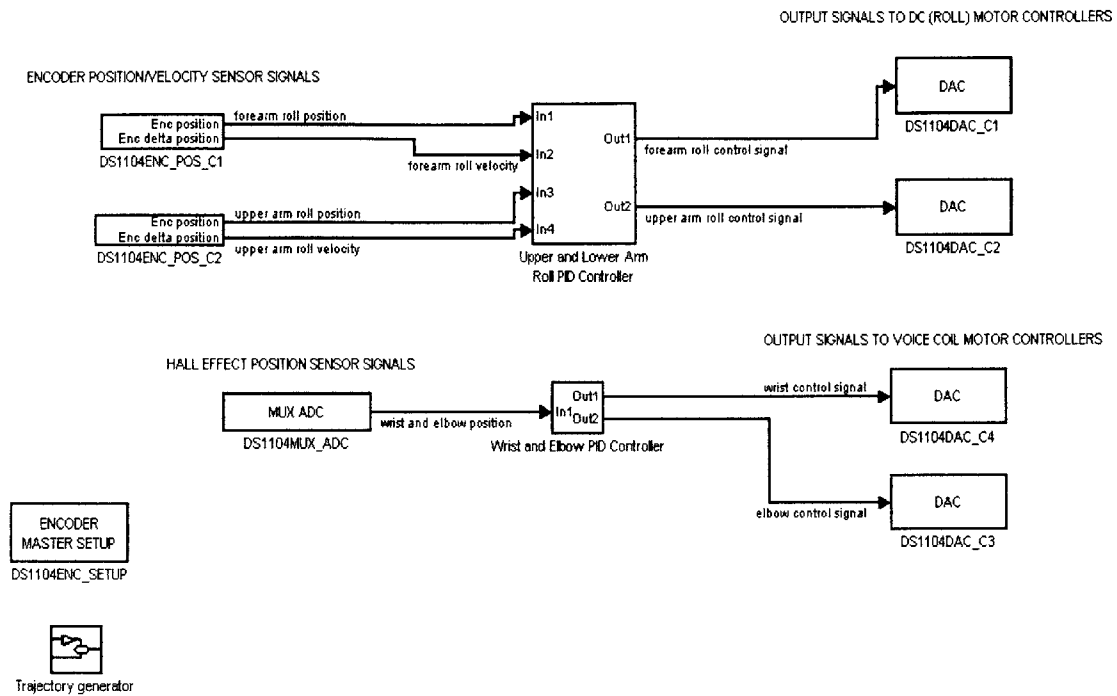 OUTPUT SIGNALS TO DC (ROLL) MOTOR CONTROLLERS
ENCODER POSITION/VELOCITY SENSOR SIGNALS
Enc position
Enc delta position
DS1104ENC_POS_C1
forearm roll position
forearm roll velocity
Enc position
Enc delta position
DS1104ENC_POS_C2
upper arm roll position
upper arm roll velocity
In1
In2
In3
In4
Out1
Out2
Upper and Lower Arm
Roll PID Controller
forearm roll control signal
upper arm roll control signal
DAC
DS1104DAC_C1
DAC
DS1104DAC_C2
OUTPUT SIGNALS TO VOICE COIL MOTOR CONTROLLERS
HALL EFFECT POSITION SENSOR SIGNALS
MUX ADC
DS1104MUX_ADC
wrist and elbow position
In1
Out1
Out2
Wrist and Elbow PID Controller
wrist control signal
elbow control signal
DAC
DS1104DAC_C4
DAC
DS1104DAC_C3
ENCODER
MASTER SETUP
DS1104ENC_SETUP
Trajectory generator